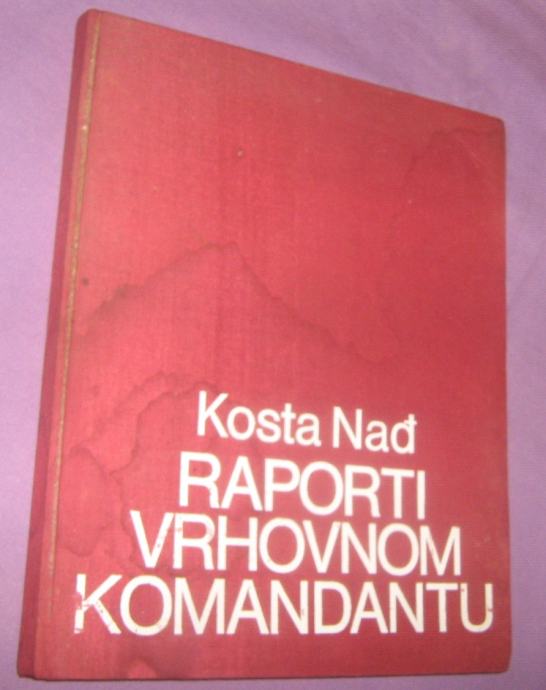 Kosta Nađ
RAPORTI
VRHOVNOM
KOMANDANTU